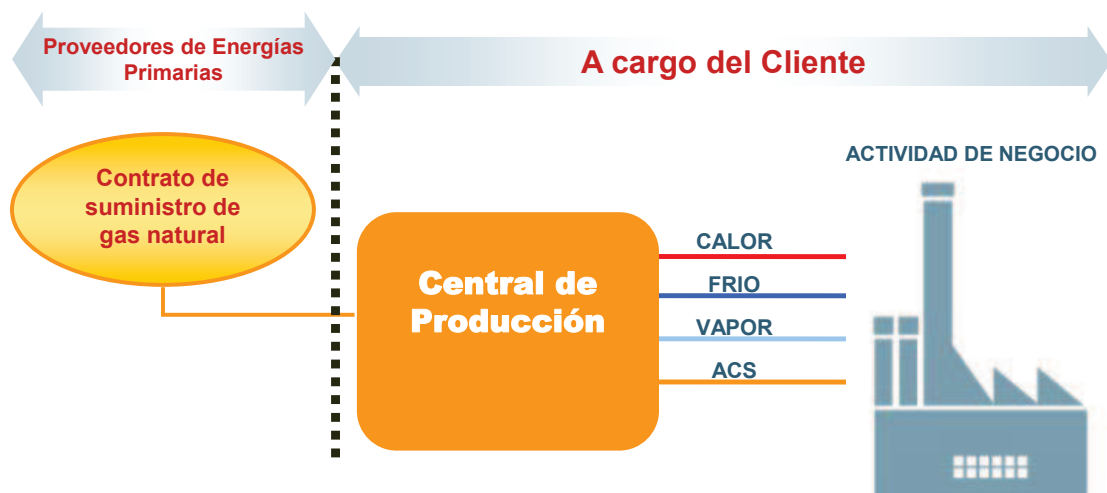 Proveedores de Energías
Primarias
A cargo del Cliente
Contrato de
suministro de
gas natural
Central de
Producción
CALOR
FRIO
VAPOR
ACS
ACTIVIDAD DE NEGOCIO